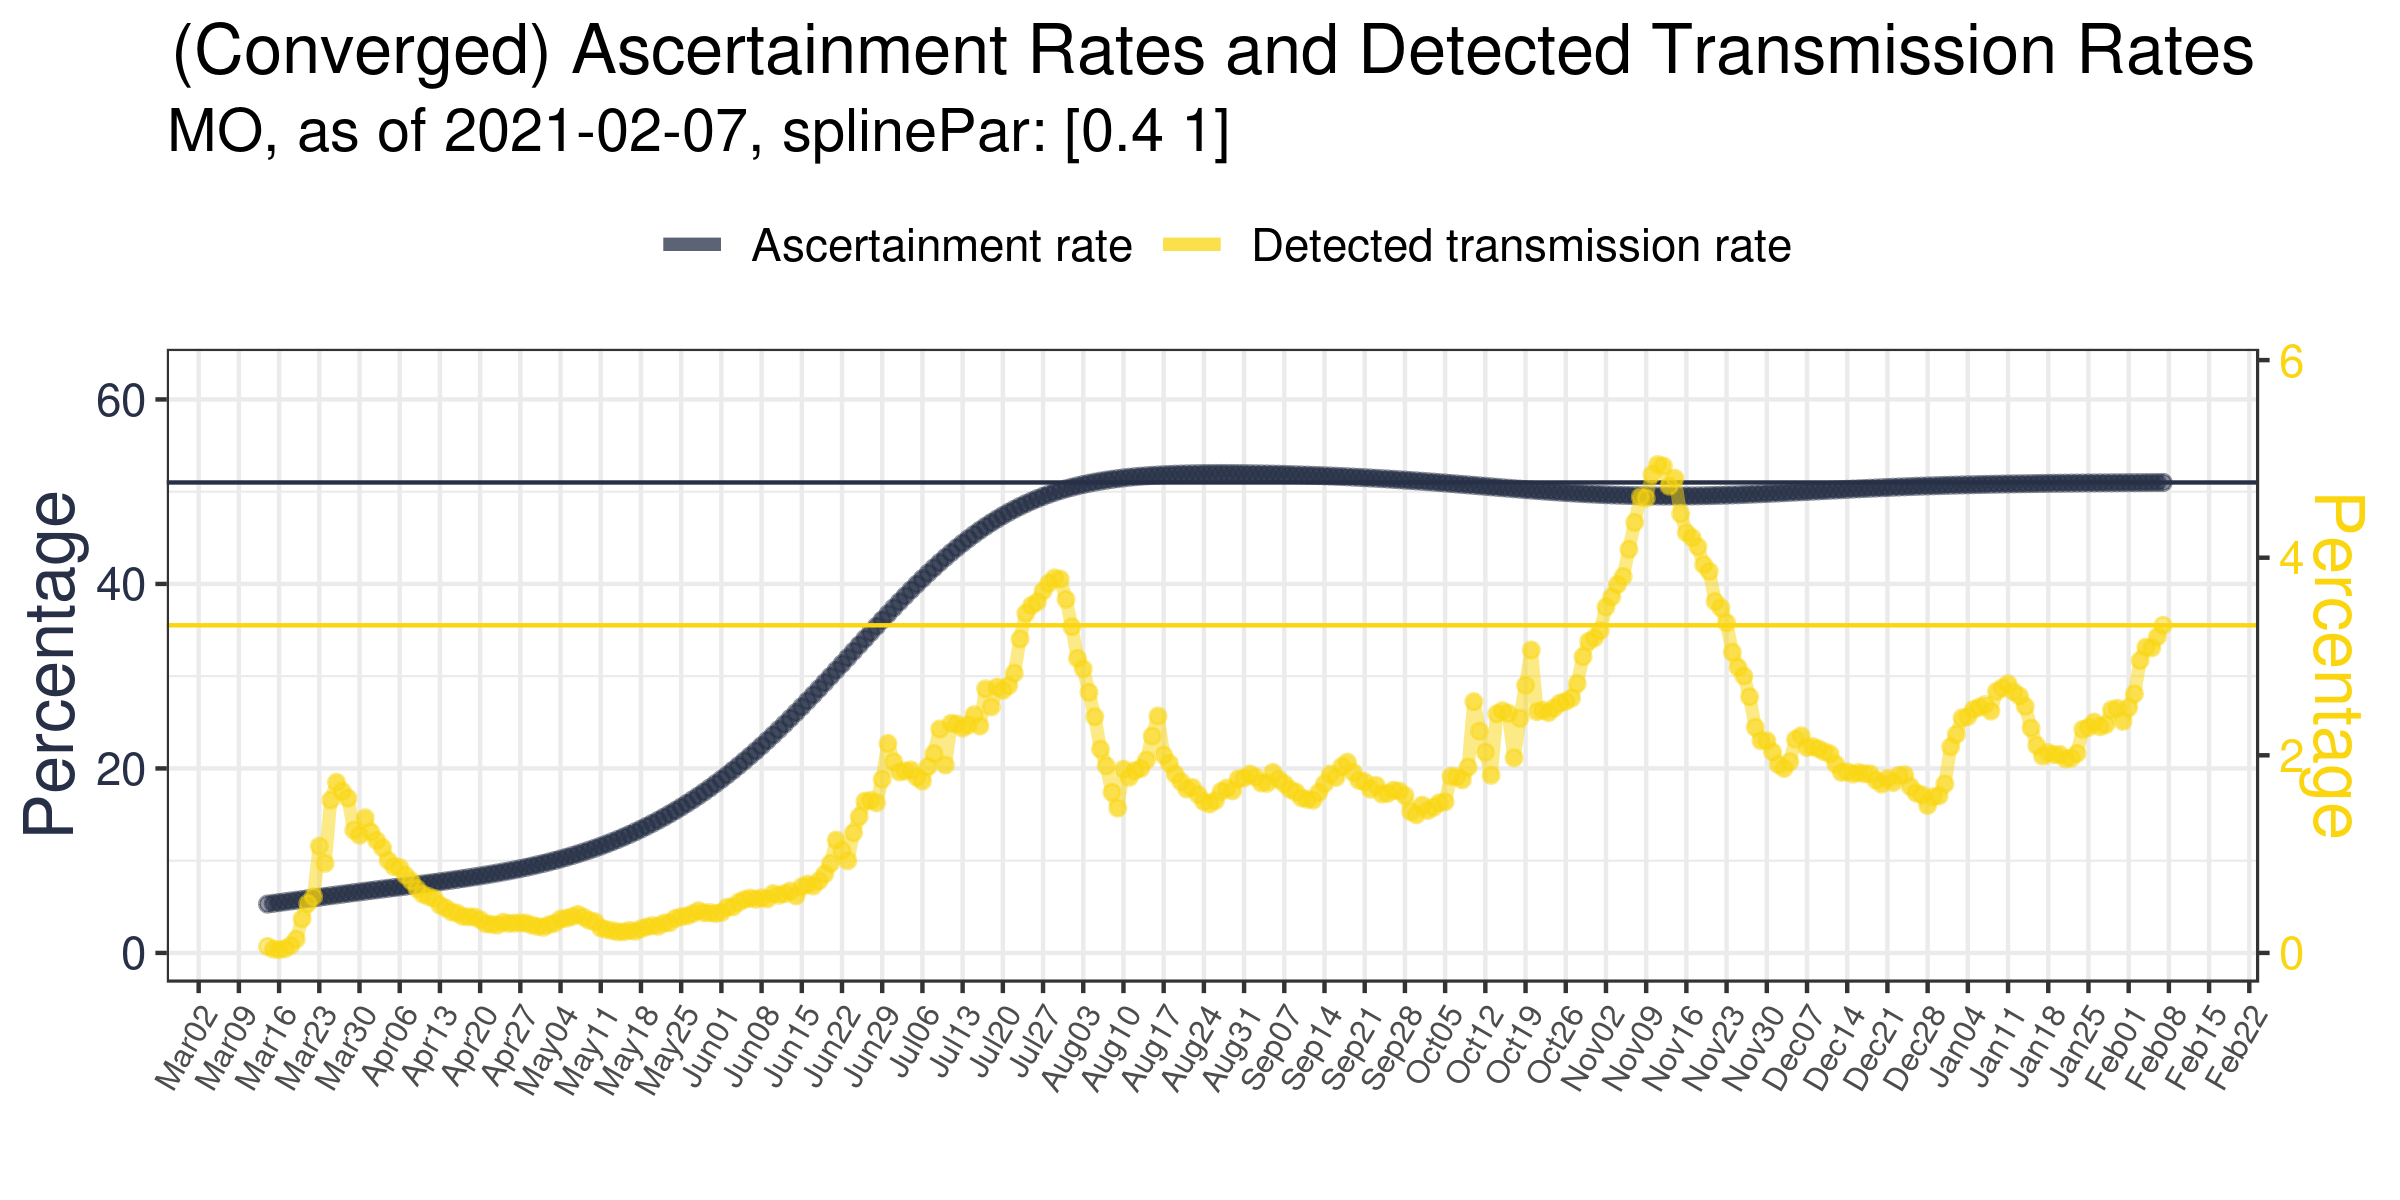 (Converged) Ascertainment Rates and Detected Transmission Rates
MO, as of 2021-02-07, splinePar: [0.4 1]
Ascertainment rate
Detected transmission rate
Percentage
60
40
20
0
6
4
2
0
Percentage
Mar02
Mar09
Mar16
Mar23
Mar30
Apr06
Apr13
Apr20
Apr27
May04
May11
May18
May25
Jun01
Jun08
Jun15
Jun22
Jun29
Jul06
Jul13
Jul20
Jul27
Aug03
Aug10
Aug17
Aug24
Aug31
Sep07
Sep14
Sep21
Sep28
Oct05
Oct12
Oct19
Oct26
Nov02
Nov09
Nov16
Nov23
Nov30
Dec07
Dec14
Dec21
Dec28
Jan04
Jan11
Jan18
Jan25
Feb01
Feb08
Feb15
Feb22